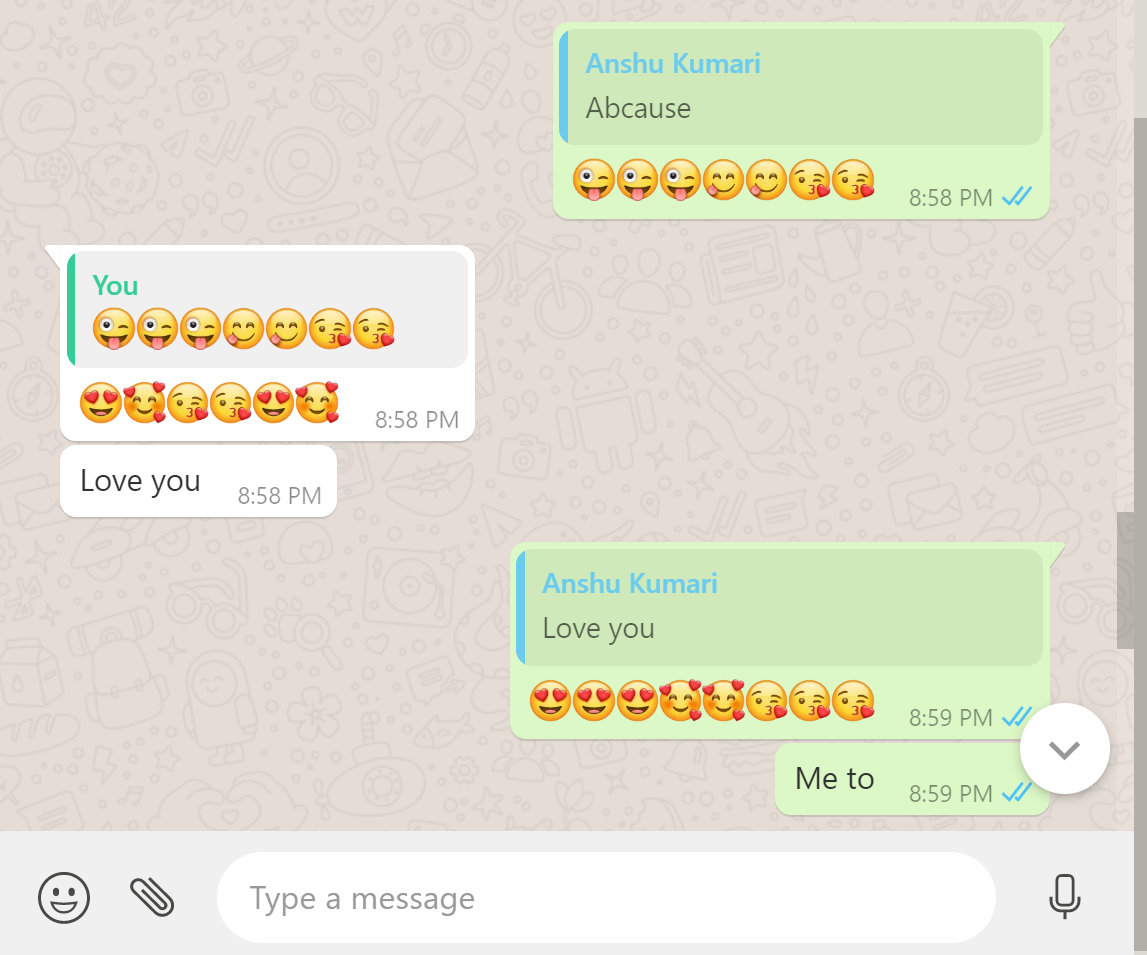 Anshu Kumari
Abcause
😜😜😜😋😋😘😘 8:58 PM
You
😜😜😜😋😋😘😘
😍🥰😘😘😍🥰 8:58 PM
Love you 8:58 PM
Anshu Kumari
Love you
😍😍😍🥰🥰😘😘😘 8:59 PM
Me to 8:59 PM
Type a message